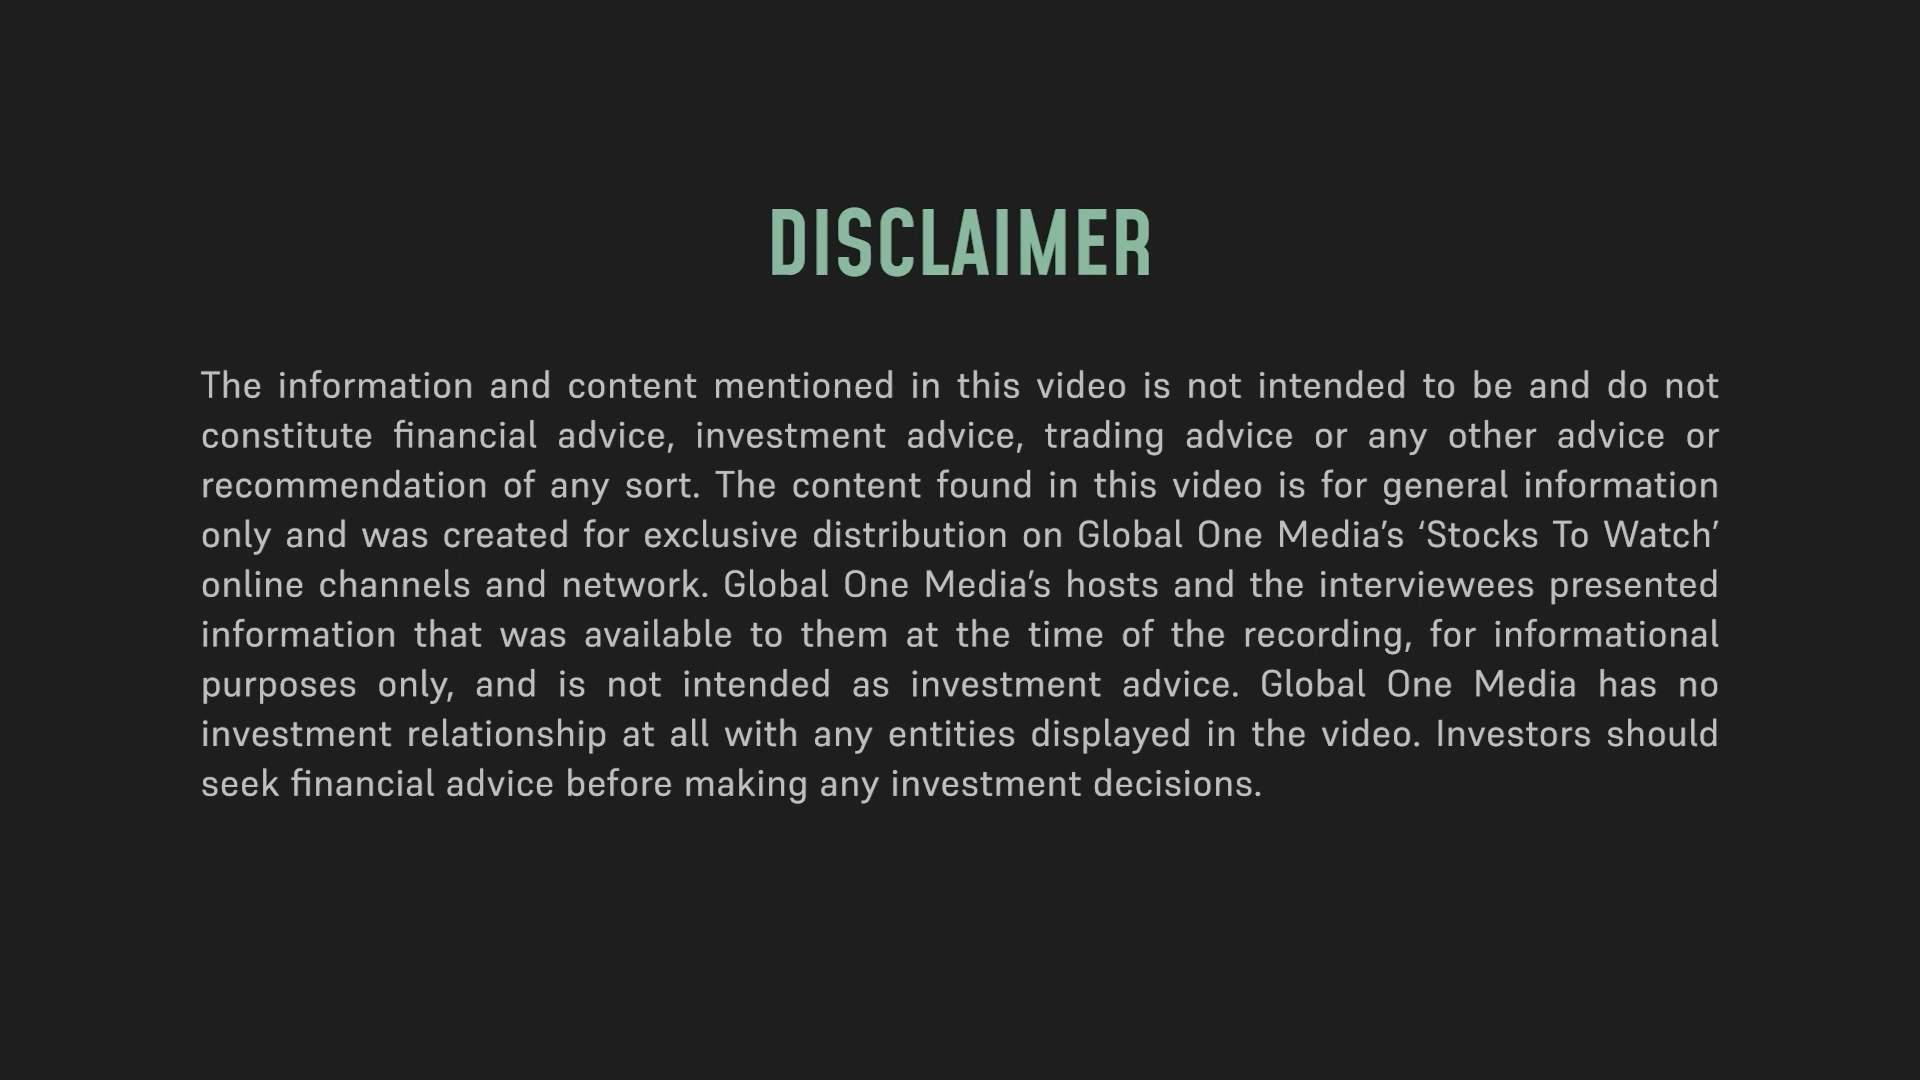 DISCLAIMER
The information and content mentioned in this video is not intended to be and do not
constitute financial advice, investment advice, trading advice or any other advice or
recommendation of any sort. The content found in this video is for general information
only and was created for exclusive distribution on Global One Media’s ‘Stocks To Watch’
online channels and network. Global One Media’s hosts and the interviewees presented
information that was available to them at the time of the recording, for informational
purposes only, and is not intended as investment advice. Global One Media has no
investment relationship at all with any entities displayed in the video. Investors should
seek financial advice before making any investment decisions.